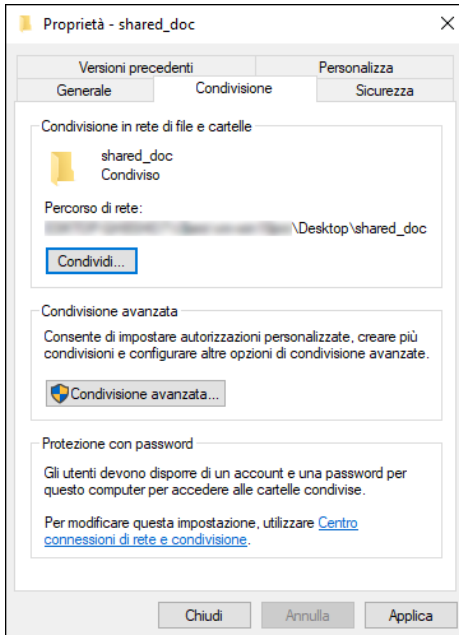 Proprietà - shared_doc
Versioni precedenti
Personalizza
Generale
Condivisione
Sicurezza
Condivisione in rete di file e cartelle
shared_doc
Condiviso
Percorso di rete:
\Desktop\shared_doc
Condividi...
Condivisione avanzata
Consente di impostare autorizzazioni personalizzate, creare più
condivisioni e configurare altre opzioni di condivisione avanzate.
Condivisione avanzata...
Protezione con password
Gli utenti devono disporre di un account e una password per
questo computer per accedere alle cartelle condivise.
Per modificare questa impostazione, utilizzare Centro
connessioni di rete e condivisione.
Chiudi
Annulla
Applica